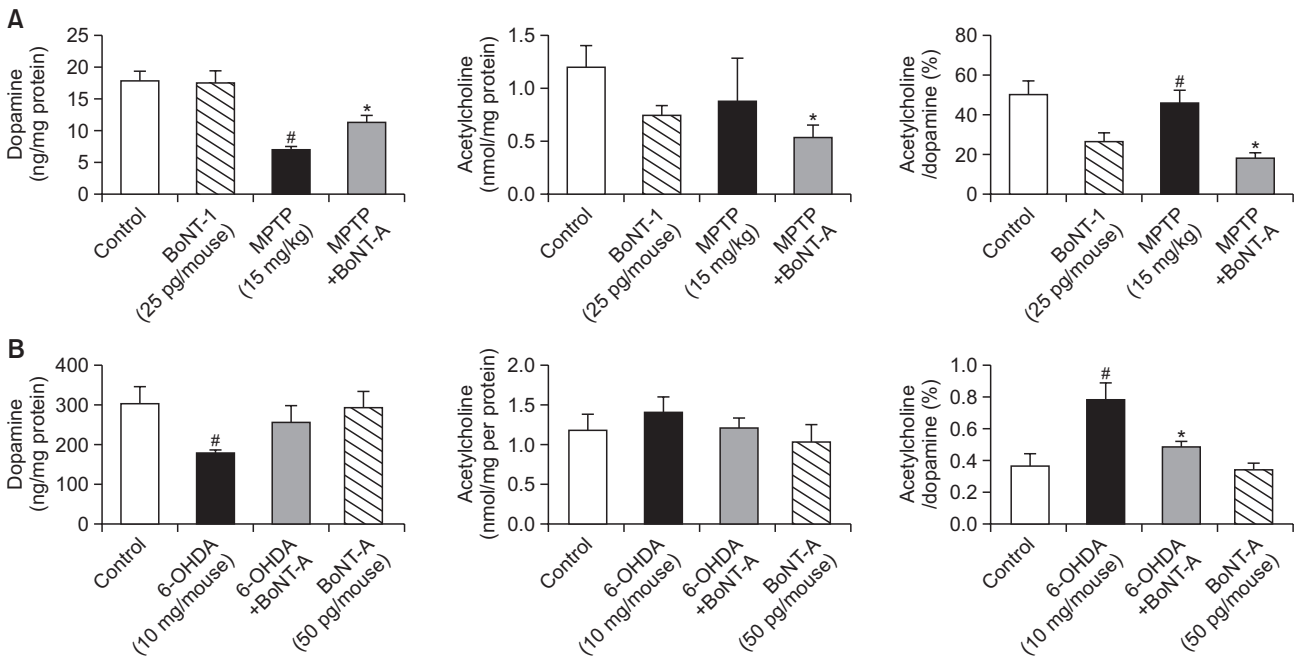 A
Dopamine
(ng/mg protein)
25
20
15
10
5
0
#
*
Control
BoNT-1
(25 pg/mouse)
MPTP
(15 mg/kg)
MPTP
+BoNT-A
Acetylcholine
(nmol/mg protein)
1.5
1.0
0.5
0.0
*
Control
BoNT-1
(25 pg/mouse)
MPTP
(15 mg/kg)
MPTP
+BoNT-A
Acetylcholine
/dopamine (%)
80
60
40
20
0
#
*
Control
BoNT-1
(25 pg/mouse)
MPTP
(15 mg/kg)
MPTP
+BoNT-A
B
Dopamine
(ng/mg protein)
400
300
200
100
0
#
Control
6-OHDA
(10 mg/mouse)
6-OHDA
+BoNT-A
BoNT-A
(50 pg/mouse)
Acetylcholine
(nmol/mg per protein)
2.0
1.5
1.0
0.5
0.0
Control
6-OHDA
(10 mg/mouse)
6-OHDA
+BoNT-A
BoNT-A
(50 pg/mouse)
Acetylcholine
/dopamine (%)
1.0
0.8
0.6
0.4
0.2
0.0
#
*
Control
6-OHDA
(10 mg/mouse)
6-OHDA
+BoNT-A
BoNT-A
(50 pg/mouse)